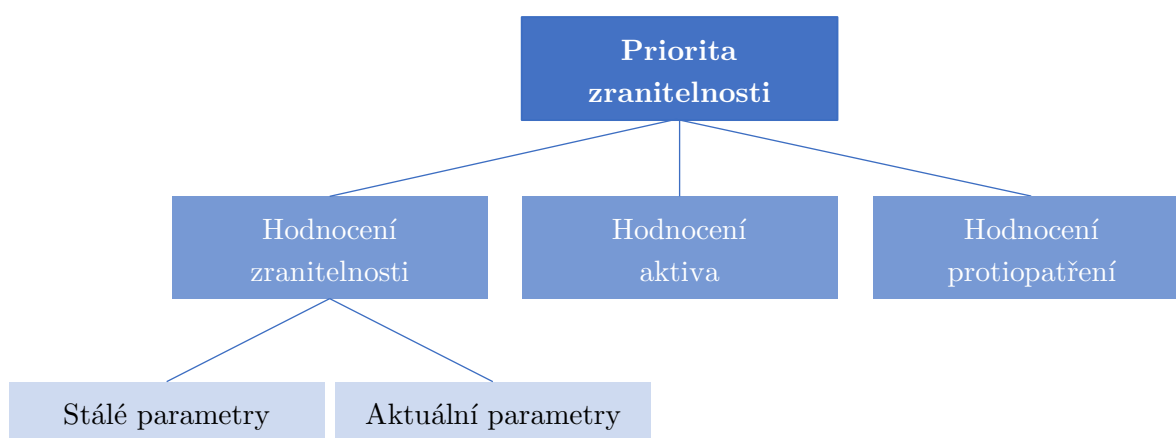 Priorita
zranitelnosti
Hodnocení
zranitelnosti
Hodnocení
aktiva
Hodnocení
protiopatření
Stálé parametry
Aktuální parametry